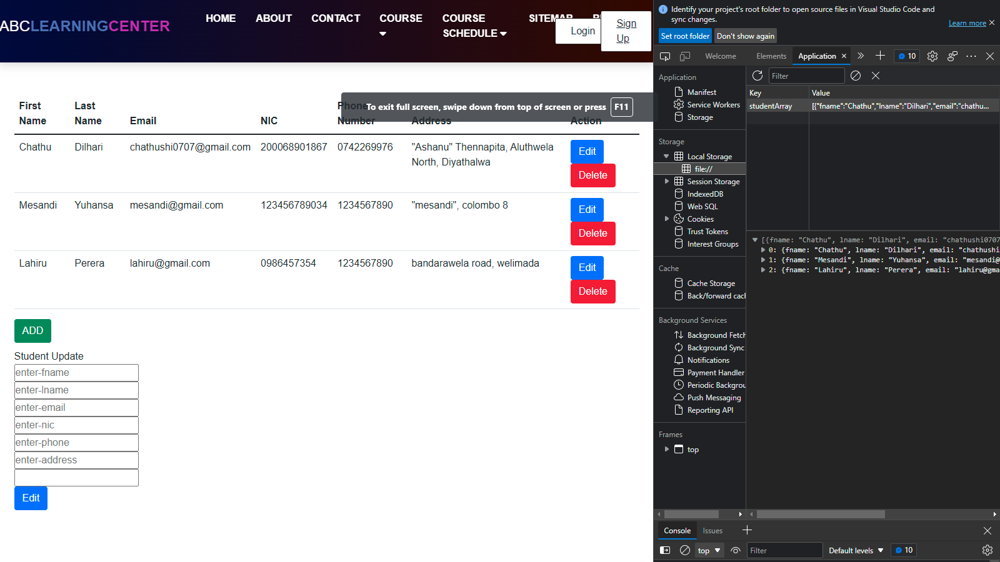 ABCLEARNINGCENTER
HOME
ABOUT
CONTACT
COURSE
COURSE
SCHEDULE
SITEMAP
Login
Sign
Up
First
Name
Last
Name
Email
NIC
Phone
Number
Address
Action
To exit full screen, swipe down from top of screen or press F11
Chathu Dilhari chathushi0707@gmail.com 200068901867 0742269976 "Ashanu" Thennapita, Aluthwela
North, Diyathalwa
Edit
Delete
Mesandi Yuhansa mesandi@gmail.com 123456789034 1234567890 "mesandi", colombo 8
Edit
Delete
Lahiru Perera lahiru@gmail.com 0986457354 1234567890 bandarawela road, welimada
Edit
Delete
ADD
Student Update
enter-fname
enter-lname
enter-email
enter-nic
enter-phone
enter-address
Edit
Identify your project's root folder to open source files in Visual Studio Code and
sync changes.
Learn more
Set root folder
Don't show again
Welcome
Elements
Application
10
Application
Manifest
Service Workers
Storage
Storage
Local Storage
file://
Session Storage
IndexedDB
Web SQL
Cookies
Trust Tokens
Interest Groups
Cache
Cache Storage
Back/forward cach
Background Services
Background Fetch
Background Sync
Notifications
Payment Handler
Periodic Backgrou
Push Messaging
Reporting API
Frames
top
Filter
Key Value
studentArray [{"fname":"Chathu","lname":"Dilhari","email":"chathu...
[{fname: "Chathu", lname: "Dilhari", email: "chathushi0707
0: {fname: "Chathu", lname: "Dilhari", email: "chathushi
1: {fname: "Mesandi", lname: "Yuhansa", email: "mesandi@
2: {fname: "Lahiru", lname: "Perera", email: "lahiru@gma
Console
Issues
top
Filter
Default levels
10